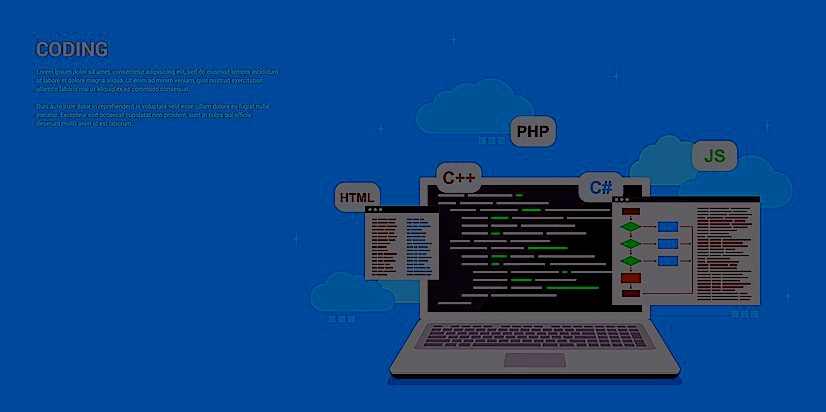 CODING
Lorem ipsum dolor sit amet, consectetur adipisicing elit, sed do eiusmod tempor incididunt
ut labore et dolore magna aliqua. Ut enim ad minim veniam, quis nostrud exercitation
ullamco laboris nisi ut aliquip ex ea commodo consequat.
Duis aute irure dolor in reprehenderit in voluptate velit esse cillum dolore eu fugiat nulla
pariatur. Excepteur sint occaecat cupidatat non proident, sunt in culpa qui officia
deserunt mollit anim id est laborum.
PHP
JS
C++
C#
HTML